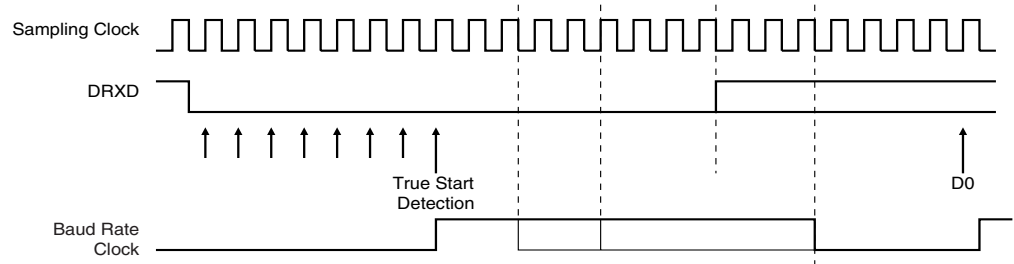 Sampling Clock
DRXD
True Start
Detection
D0
Baud Rate
Clock